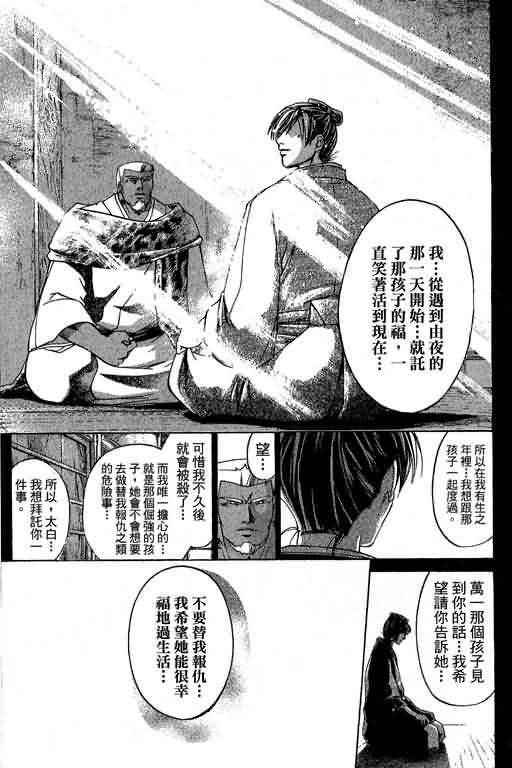 我…從遇到由夜的
那一天開始…就託
了那孩子的福，一
直笑著活到現在…
所以在我有生之
年裡…我想跟那
孩子一起度過。
望…
可惜我不久後
就會被殺了…
而我唯一擔心的…
就是那個倔強的孩
子，她會不會想要
去做替我報仇之類
的危險事…
所以，太白…
我想拜託你一
件事。
萬一那個孩子見
到你的話…我希
望請你告訴她…
不要替我報仇…
我希望她能很幸
福地過生活…